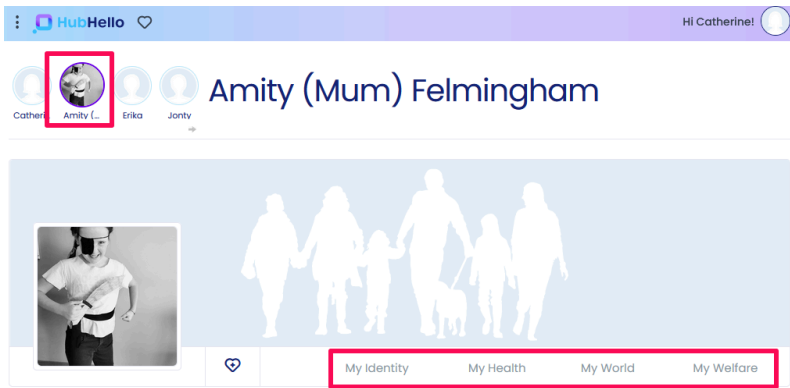 HubHello
Hi Catherine!
Amity (Mum) Felmingham
Catheri Amity (... Erika Jonty
My Identity My Health My World My Welfare